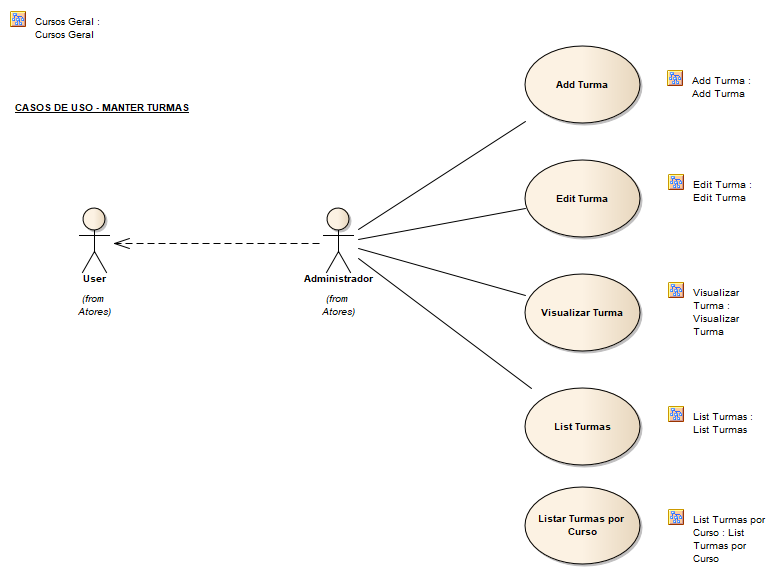 Cursos Geral :
Cursos Geral
CASOS DE USO - MANTER TURMAS
Add Turma
Add Turma :
Add Turma
Edit Turma
Edit Turma :
Edit Turma
User
(from
Atores)
Administrador
(from
Atores)
Visualizar Turma
Visualizar
Turma :
Visualizar
Turma
List Turmas
List Turmas :
List Turmas
Listar Turmas por
Curso
List Turmas por
Curso : List
Turmas por
Curso